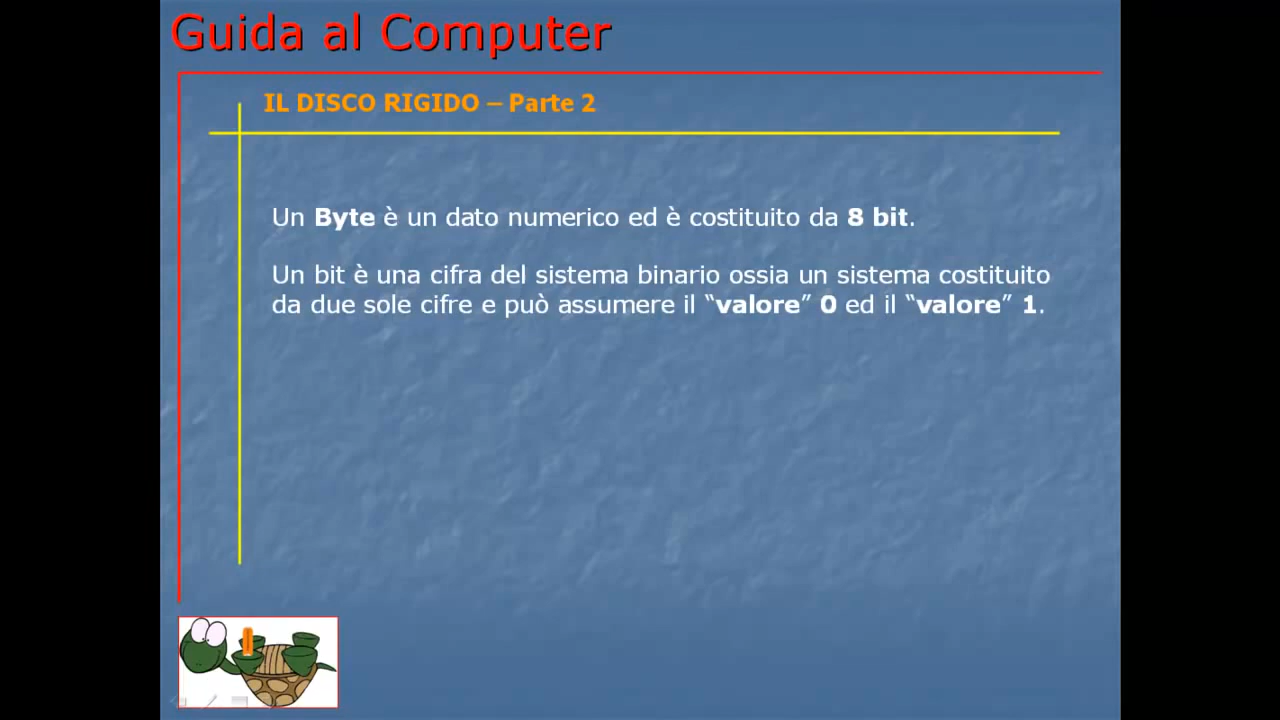 Guida al Computer
IL DISCO RIGIDO – Parte 2
Un Byte è un dato numerico ed è costituito da 8 bit.
Un bit è una cifra del sistema binario ossia un sistema costituito
da due sole cifre e può assumere il “valore” 0 ed il “valore” 1.